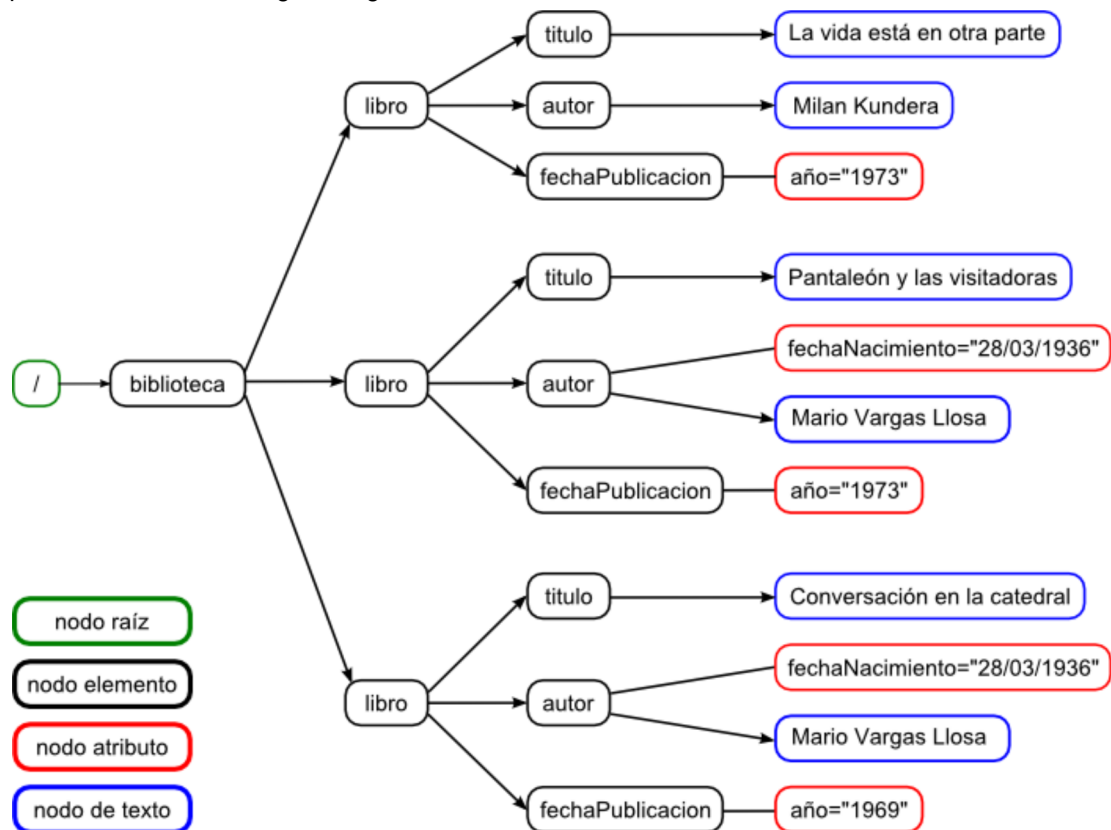 titulo
La vida está en otra parte
libro
autor
Milan Kundera
fechaPublicacion
año="1973"
titulo
Pantaleón y las visitadoras
fechaNacimiento="28/03/1936"
/
biblioteca
libro
autor
Mario Vargas Llosa
fechaPublicacion
año="1973"
titulo
Conversación en la catedral
fechaNacimiento="28/03/1936"
libro
autor
Mario Vargas Llosa
fechaPublicacion
año="1969"
nodo raíz
nodo elemento
nodo atributo
nodo de texto